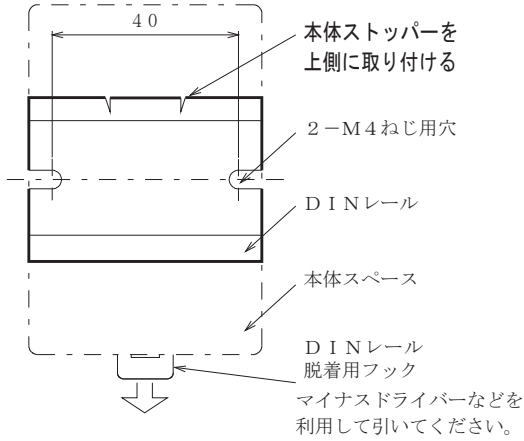 40
本体ストッパーを
上側に取り付ける
2-M4ねじ用穴
DINレール
本体スペース
DINレール
脱着用フック
マイナスドライバーなどを
利用して引いてください。